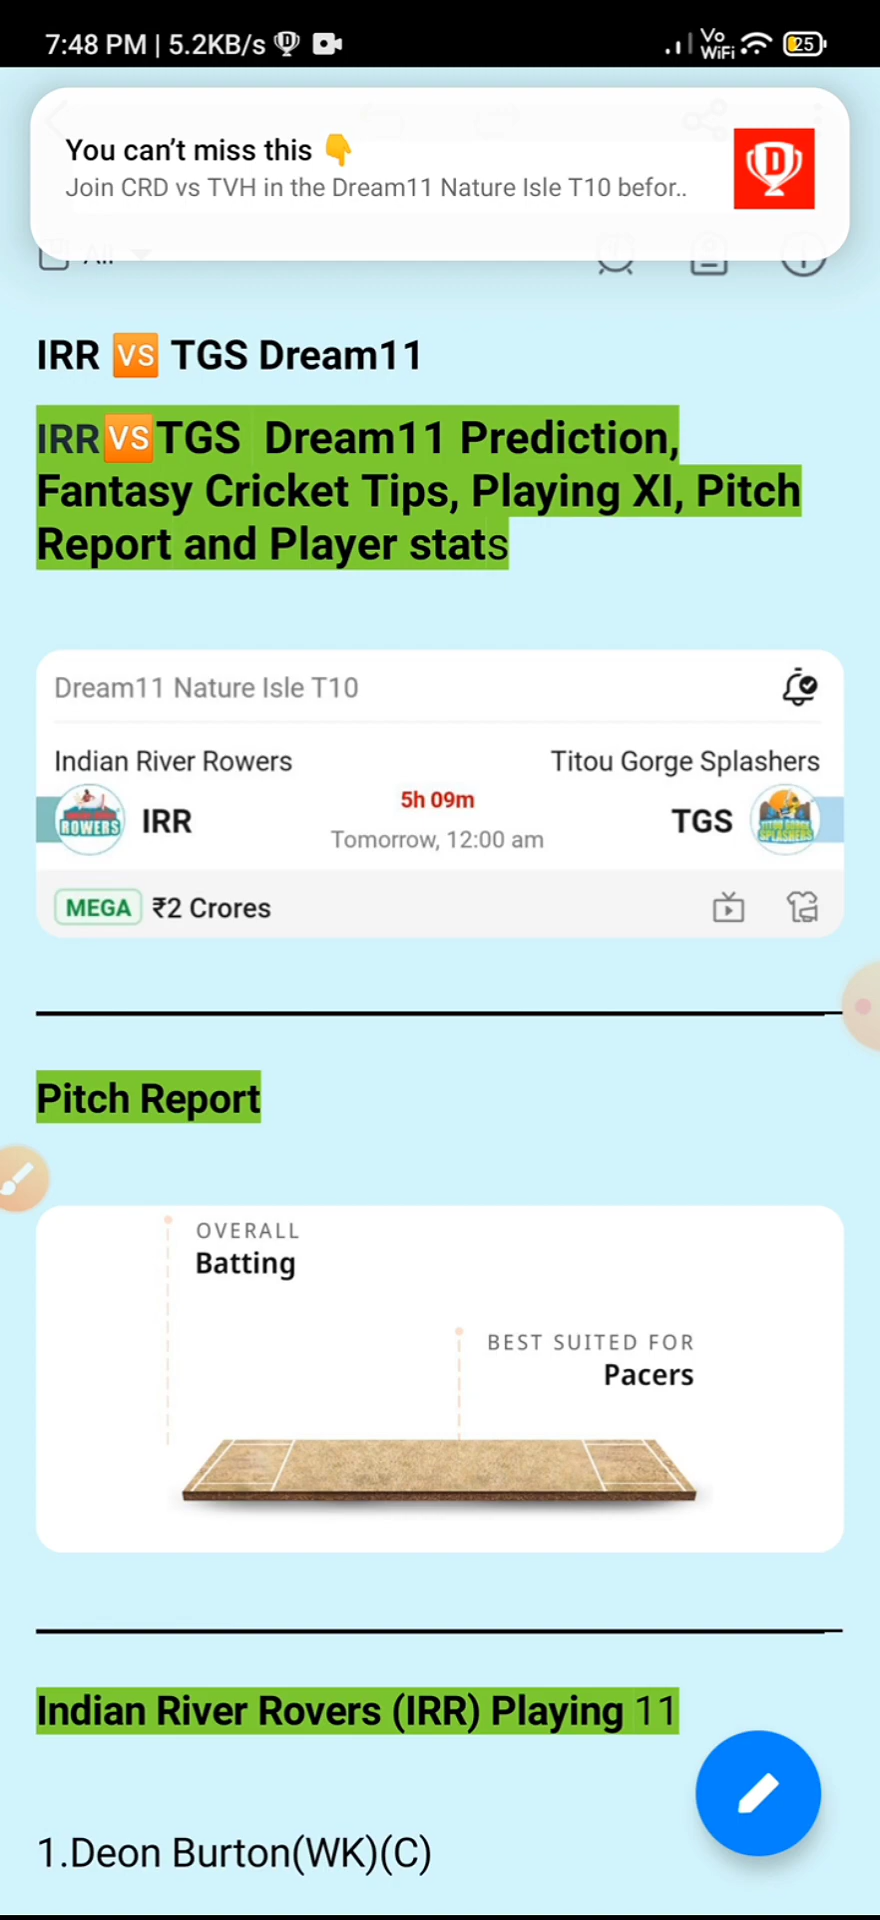 7:48 PM | 5.2KB/s
Vo WiFi
25
You can't miss this 👇
Join CRD vs TVH in the Dream11 Nature Isle T10 befor..
All
IRR 🆚 TGS Dream11
IRR🆚TGS Dream11 Prediction,
Fantasy Cricket Tips, Playing XI, Pitch
Report and Player stats
Dream11 Nature Isle T10
Indian River Rowers
Titou Gorge Splashers
ROWERS
IRR
5h 09m
Tomorrow, 12:00 am
TGS
TITOU GORGE
SPLASHERS
MEGA ₹2 Crores
Pitch Report
OVERALL
Batting
BEST SUITED FOR
Pacers
Indian River Rovers (IRR) Playing 11
1.Deon Burton(WK)(C)